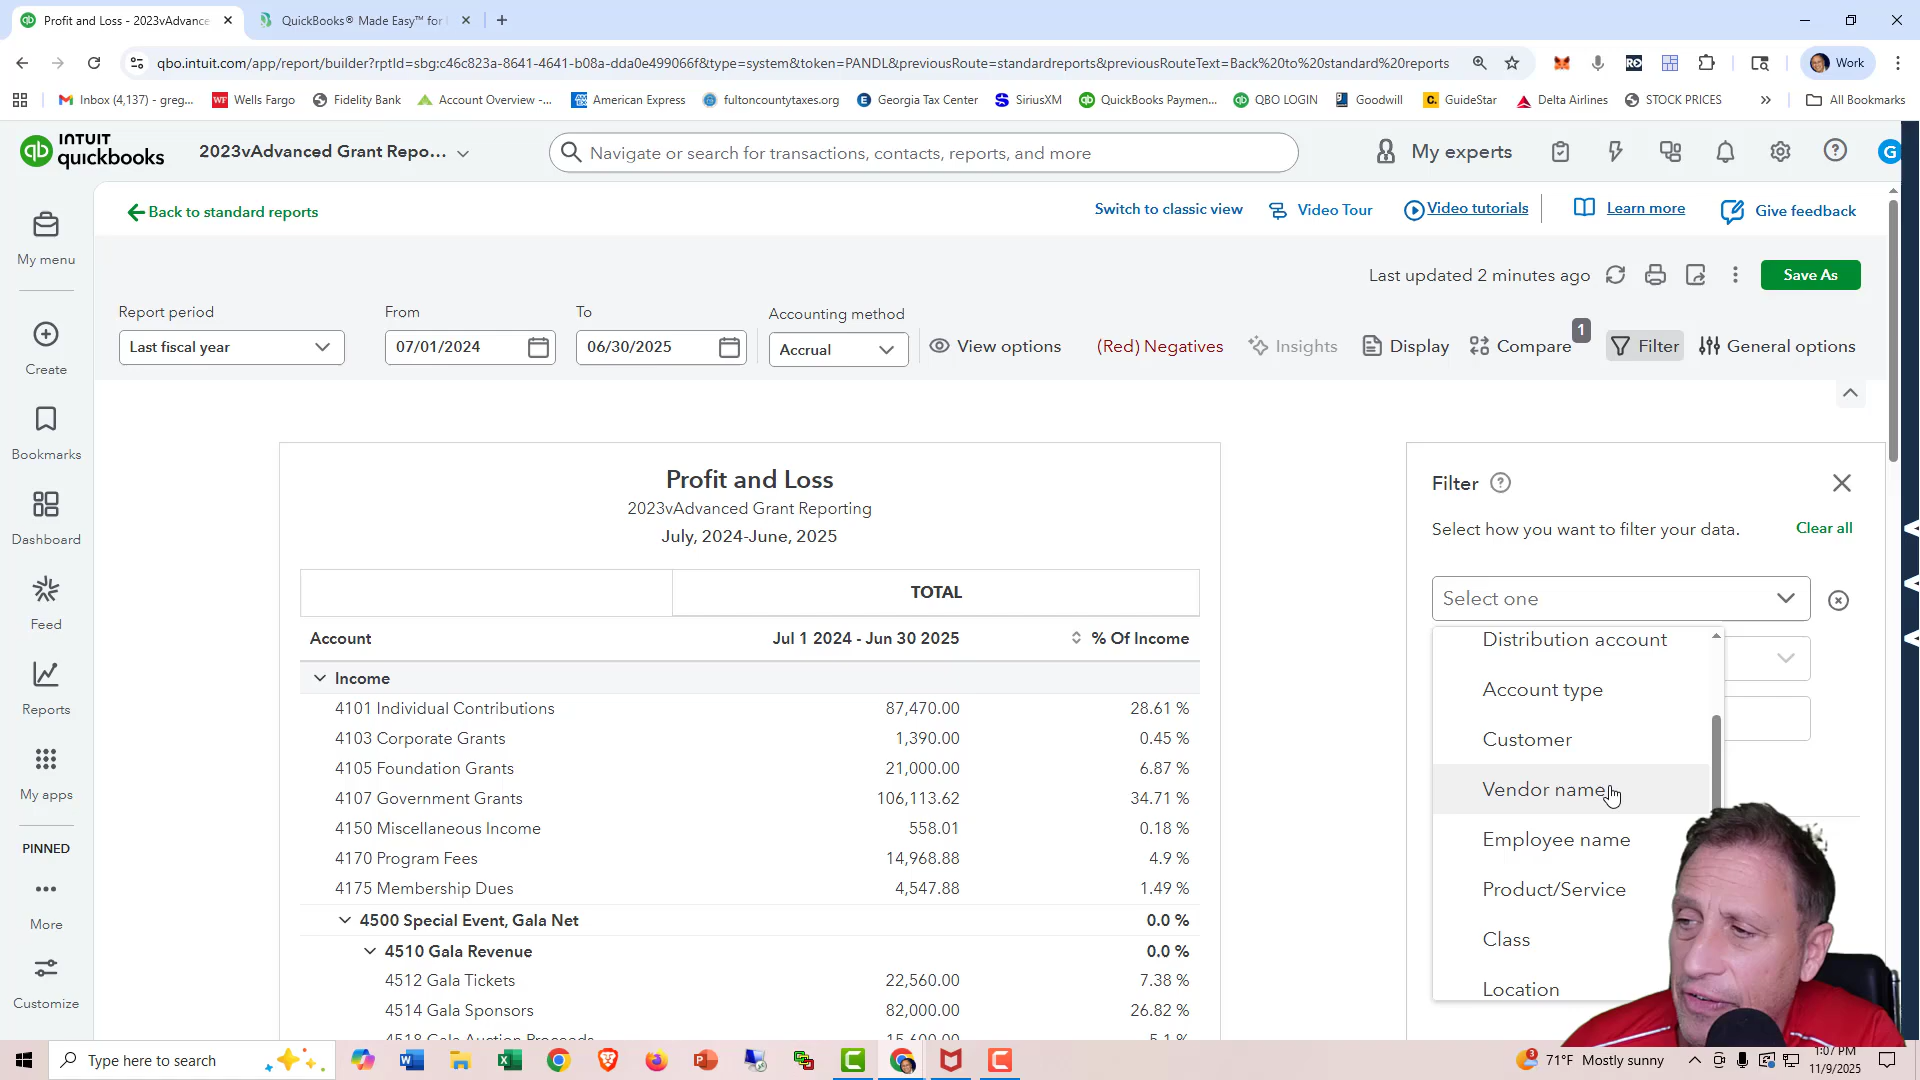 Profit and Loss - 2023vAdvance
QuickBooks® Made Easy™ for
qbo.intuit.com/app/report/builder?rptId=sbg:c46c823a-8641-4641-b08a-dda0e499066f&type=system&token=PANDL&previousRoute=standardreports&previousRouteText=Back%20to%20standard%20reports
Work
Inbox (4,137) - greg...
WF Wells Fargo
Fidelity Bank
Account Overview -...
American Express
fultoncountytaxes.org
Georgia Tax Center
SiriusXM
QuickBooks Paymen...
QBO LOGIN
Goodwill
GuideStar
Delta Airlines
STOCK PRICES
All Bookmarks
INTUIT
quickbooks
2023vAdvanced Grant Repo...
Navigate or search for transactions, contacts, reports, and more
My experts
G
My menu
Create
Bookmarks
Dashboard
Feed
Reports
My apps
PINNED
More
Customize
Back to standard reports
Switch to classic view
Video Tour
Video tutorials
Learn more
Give feedback
Last updated 2 minutes ago
Save As
Report period
From
To
Accounting method
Last fiscal year
07/01/2024
06/30/2025
Accrual
View options
(Red) Negatives
Insights
Display
Compare
1
Filter
General options
Profit and Loss
2023vAdvanced Grant Reporting
July, 2024-June, 2025
TOTAL
Account Jul 1 2024 - Jun 30 2025 % Of Income
Income
4101 Individual Contributions 87,470.00 28.61 %
4103 Corporate Grants 1,390.00 0.45 %
4105 Foundation Grants 21,000.00 6.87 %
4107 Government Grants 106,113.62 34.71 %
4150 Miscellaneous Income 558.01 0.18 %
4170 Program Fees 14,968.88 4.9 %
4175 Membership Dues 4,547.88 1.49 %
4500 Special Event, Gala Net 0.0 %
4510 Gala Revenue 0.0 %
4512 Gala Tickets 22,560.00 7.38 %
4514 Gala Sponsors 82,000.00 26.82 %
4518 Gala Auction Proceeds 15,600.00 5.1 %
Filter
Select how you want to filter your data.
Clear all
Select one
Distribution account
Account type
Customer
Vendor name
Employee name
Product/Service
Class
Location
Type here to search
3
71°F Mostly sunny
1:07 PM
11/9/2025